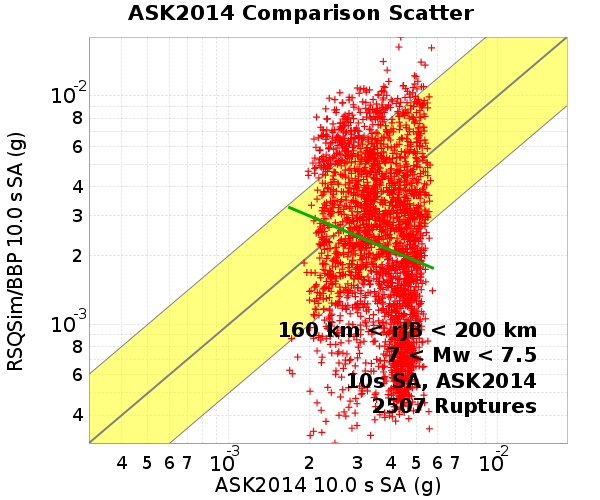 ASK2014 Comparison Scatter
RSQSim/BBP 10.0 s SA (g)
10-2
8
6
4
3
2
10-3
8
6
4
160 km < rJB < 200 km
7 < Mw < 7.5
10s SA, ASK2014
2507 Ruptures
4 5 6 7 10-3 2 3 4 5 6 7 10-2
ASK2014 10.0 s SA (g)